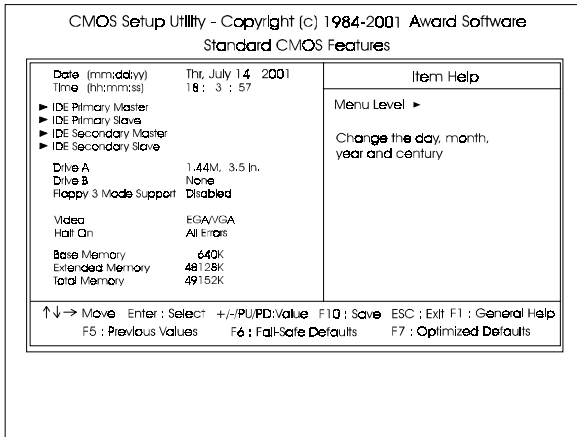 CMOS Setup Utility - Copyright (c) 1984-2001 Award Software
Standard CMOS Features
Date (mm:dd:yy) Thr, July 14 2001
Time (hh:mm:ss) 18 : 3 : 57
► IDE Primary Master
► IDE Primary Slave
► IDE Secondary Master
► IDE Secondary Slave
Drive A 1.44M, 3.5 in.
Drive B None
Floppy 3 Mode Support Disabled
Video EGA/VGA
Halt On All Errors
Base Memory 640K
Extended Memory 48128K
Total Memory 49152K
Item Help
Menu Level ►
Change the day, month,
year and century
↑↓→ Move Enter : Select +/-/PU/PD:Value F10 : Save ESC : Exit F1 : General Help
F5 : Previous Values F6 : Fail-Safe Defaults F7 : Optimized Defaults